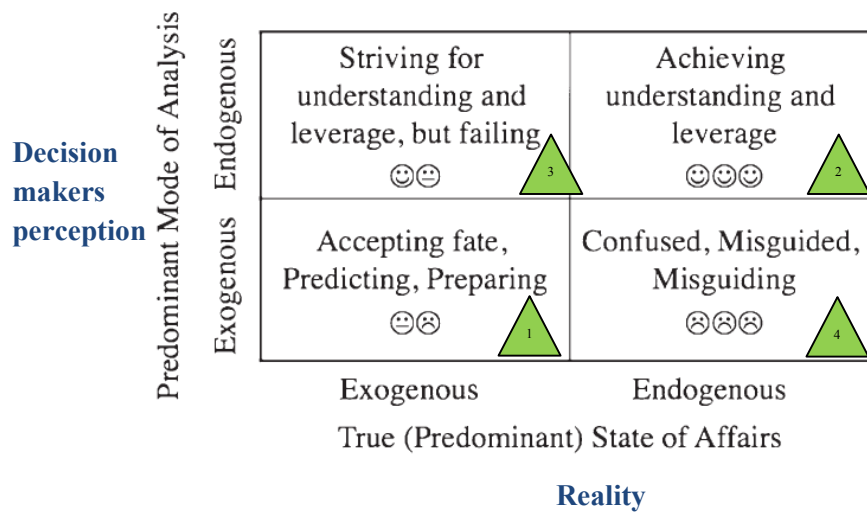 Decision
makers
perception
Predominant Mode of Analysis
Endogenous
Exogenous
Striving for
understanding and
leverage, but failing
3
Achieving
understanding and
leverage
2
Accepting fate,
Predicting, Preparing
1
Confused, Misguided,
Misguiding
4
Exogenous
Endogenous
True (Predominant) State of Affairs
Reality